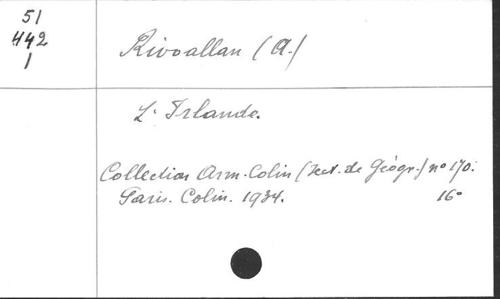 51
442
1
Rivoallan (A.)
L'Irlande.
Collection Arm. Colin (Sect. de Géogr.) nº 170.
Paris. Colin. 1934. 16°